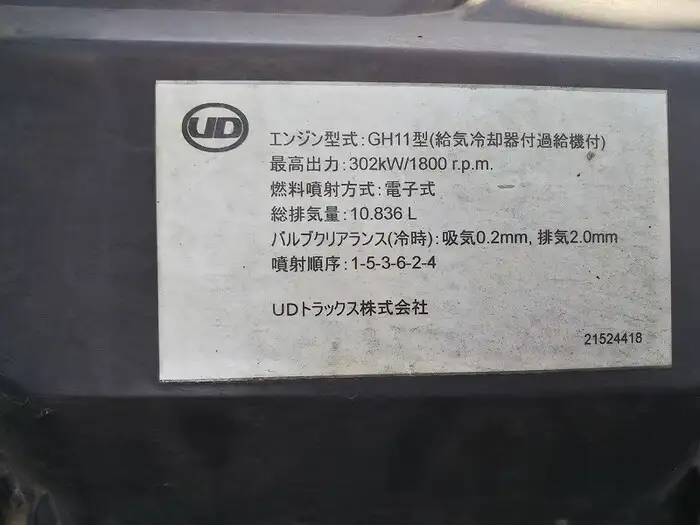 UD
エンジン型式:GH11型(給気冷却器付過給機付)
最高出力:302kW/1800 r.p.m.
燃料噴射方式:電子式
総排気量:10.836 L
バルブクリアランス(冷時):吸気0.2mm, 排気2.0mm
噴射順序:1-5-3-6-2-4
UDトラックス株式会社
21524418